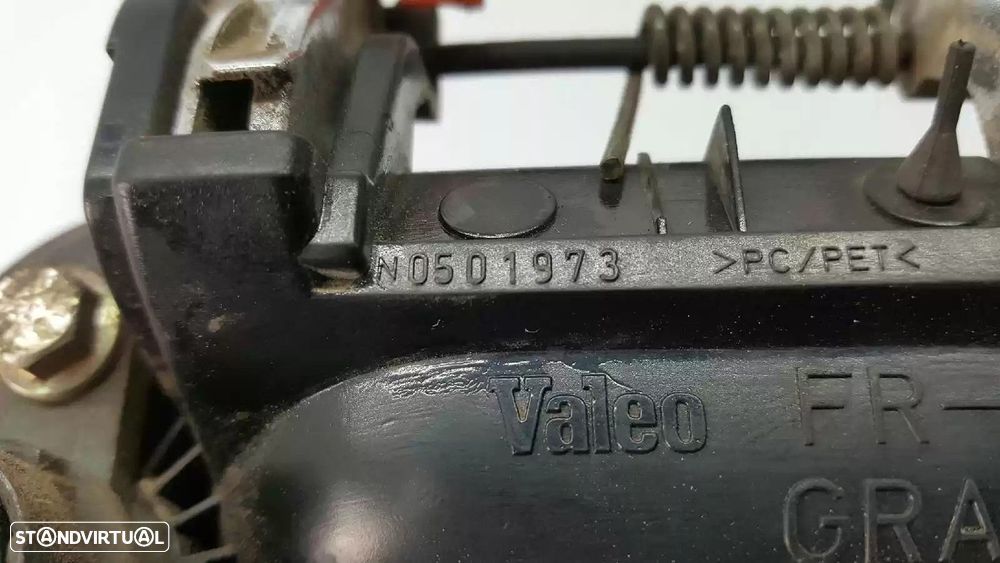 N0501973 >PC/PET<
Valeo FR-
GRA
STANDVIRTUAL